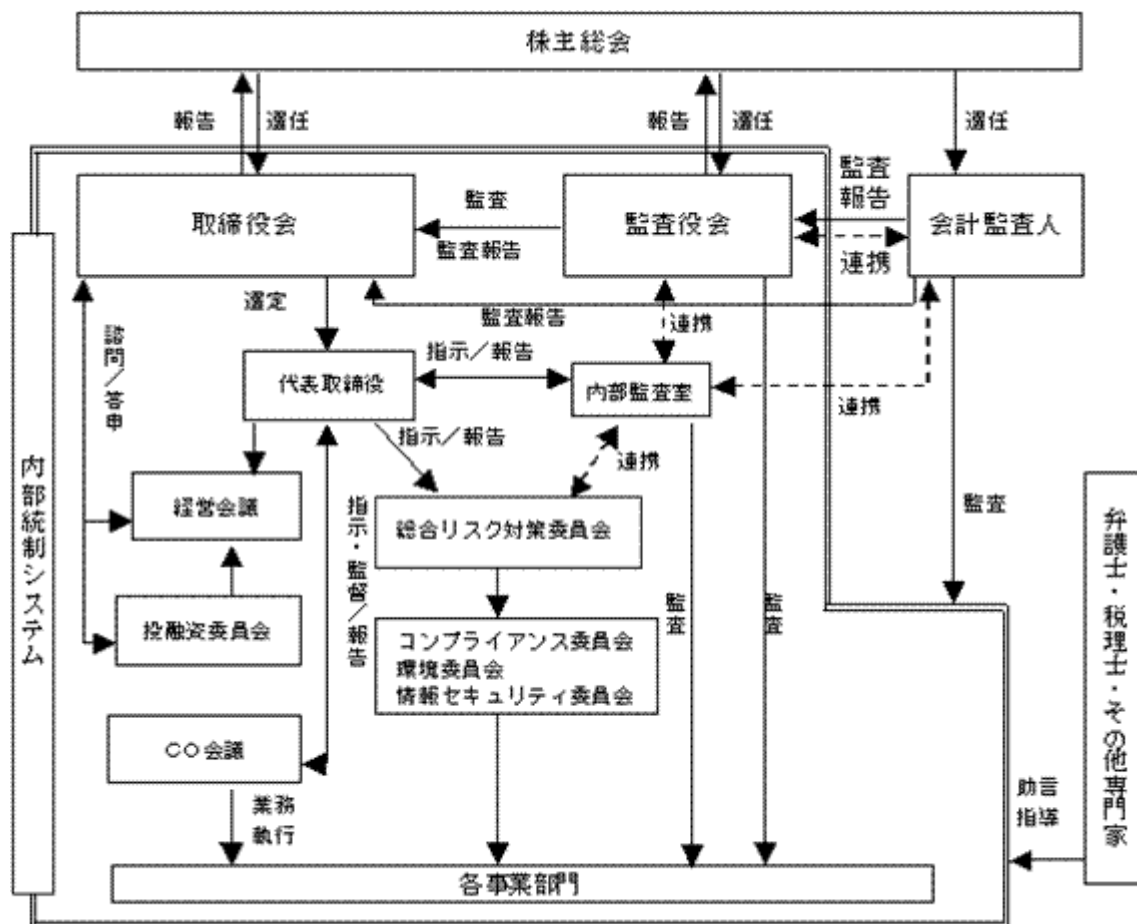 株主総会
報告
選任
報告
選任
選任
取締役会
監査
監査報告
監査役会
監査
報告
連携
会計監査人
選定
監査報告
連携
諮問／答申
代表取締役
指示／報告
内部監査室
連携
指示／報告
連携
内部統制システム
経営会議
指示・監督／報告
総合リスク対策委員会
監査
弁護士・税理士・その他専門家
投融資委員会
コンプライアンス委員会
環境委員会
情報セキュリティ委員会
監査
監査
CO会議
業務
執行
助言
指導
各事業部門